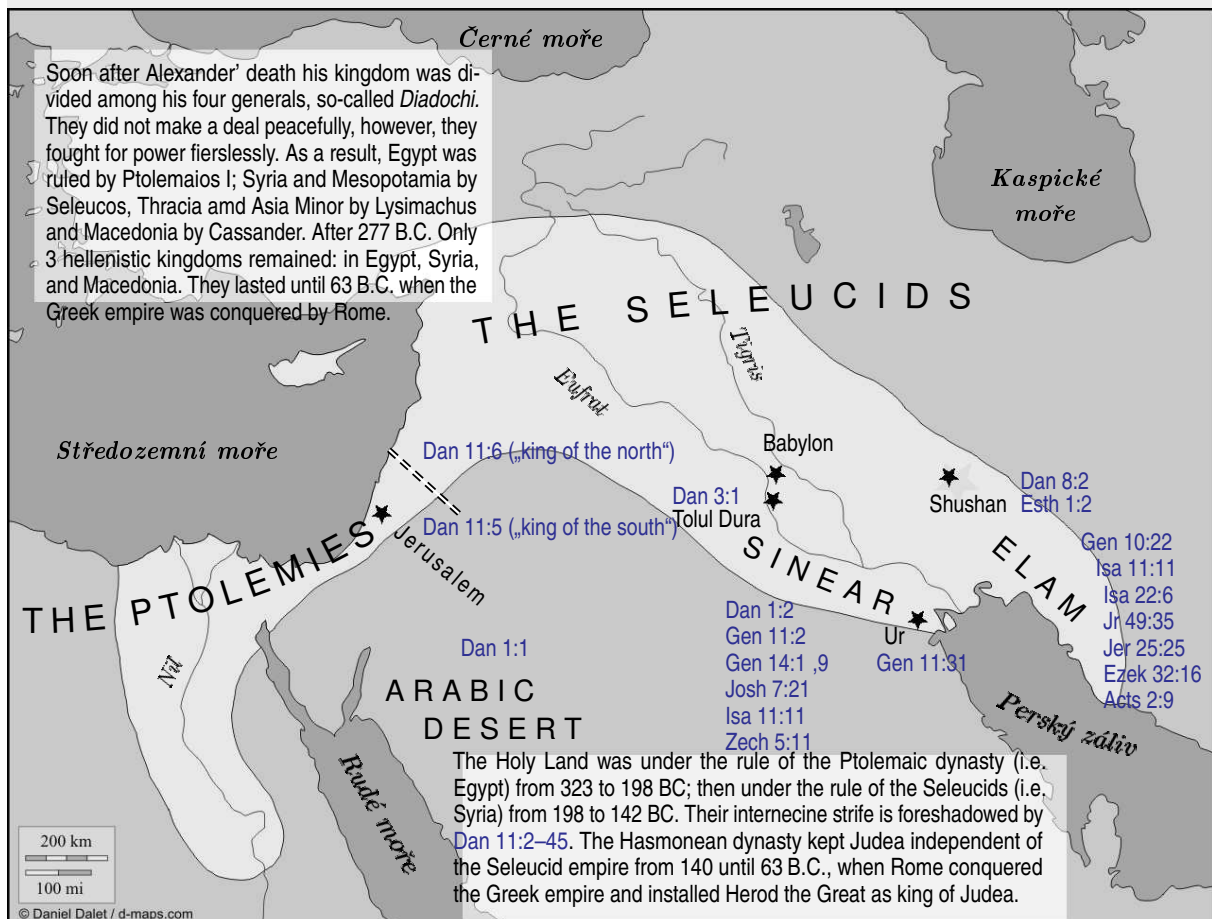 Černé moře
Soon after Alexander' death his kingdom was di-
vided among his four generals, so-called Diadochi.
They did not make a deal peacefully, however, they
fought for power fierslessly. As a result, Egypt was
ruled by Ptolemaios I; Syria and Mesopotamia by
Seleucos, Thracia amd Asia Minor by Lysimachus
and Macedonia by Cassander. After 277 B.C. Only
3 hellenistic kingdoms remained: in Egypt, Syria,
and Macedonia. They lasted until 63 B.C. when the
Greek empire was conquered by Rome.
Kaspické
moře
THE SELEUCIDS
Tigris
Eufrat
Středozemní moře
Dan 11:6 („king of the north“)
Babylon
Dan 3:1
Tolul Dura
Shushan
Dan 8:2
Esth 1:2
Dan 11:5 („king of the south“)
Jerusalem
THE PTOLEMIES
SINEAR
ELAM
Gen 10:22
Isa 11:11
Isa 22:6
Jr 49:35
Jer 25:25
Ezek 32:16
Acts 2:9
Nil
Dan 1:1
Dan 1:2
Gen 11:2
Gen 14:1 ,9
Josh 7:21
Isa 11:11
Zech 5:11
Ur
Gen 11:31
ARABIC
DESERT
Perský záliv
Rudé moře
The Holy Land was under the rule of the Ptolemaic dynasty (i.e.
Egypt) from 323 to 198 BC; then under the rule of the Seleucids (i.e.
Syria) from 198 to 142 BC. Their internecine strife is foreshadowed by
Dan 11:2–45. The Hasmonean dynasty kept Judea independent of
the Seleucid empire from 140 until 63 B.C., when Rome conquered
the Greek empire and installed Herod the Great as king of Judea.
200 km
100 mi
© Daniel Dalet / d-maps.com